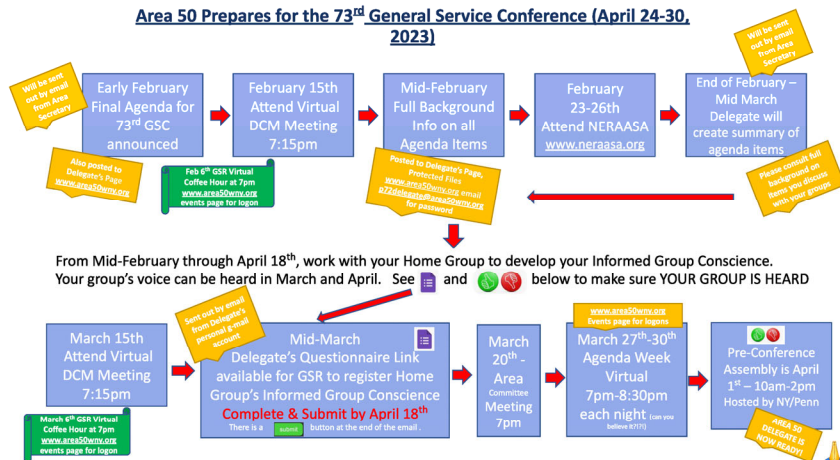 Area 50 Prepares for the 73rd General Service Conference (April 24-30,
2023)
Will be sent
out by email
from Area
Secretary
Early February
Final Agenda for
73rd GSC
announced
Also posted to
Delegate's Page
www.area50wny.org
February 15th
Attend Virtual
DCM Meeting
7:15pm
Feb 6th GSR Virtual
Coffee Hour at 7pm
www.area50wny.org
events page for logon
Mid-February
Full Background
Info on all
Agenda Items
Posted to Delegate's Page,
Protected Files
www.area50wny.org email
p72delegate@area50wny.org
for password
February
23-26th
Attend NERAASA
www.neraasa.org
Will be sent
out by email
from Area
Secretary
End of February –
Mid March
Delegate will
create summary of
agenda items
Please consult full
background on
items you discuss
with your groups
From Mid-February through April 18th, work with your Home Group to develop your Informed Group Conscience.
Your group's voice can be heard in March and April. See and below to make sure YOUR GROUP IS HEARD
March 15th
Attend Virtual
DCM Meeting
7:15pm
March 6th GSR Virtual
Coffee Hour at 7pm
www.area50wny.org
events page for logon
Sent out by email
from Delegate's
personal g-mail
account
Mid-March
Delegate's Questionnaire Link
available for GSR to register Home
Group's Informed Group Conscience
Complete & Submit by April 18th
There is a submit button at the end of the email .
March
20th -
Area
Committee
Meeting
7pm
www.area50wny.org
Events page for logons
March 27th-30th
Agenda Week
Virtual
7pm-8:30pm
each night (can you
believe it?!?!)
Pre-Conference
Assembly is April
1st – 10am-2pm
Hosted by NY/Penn
AREA 50
DELEGATE IS
NOW READY!